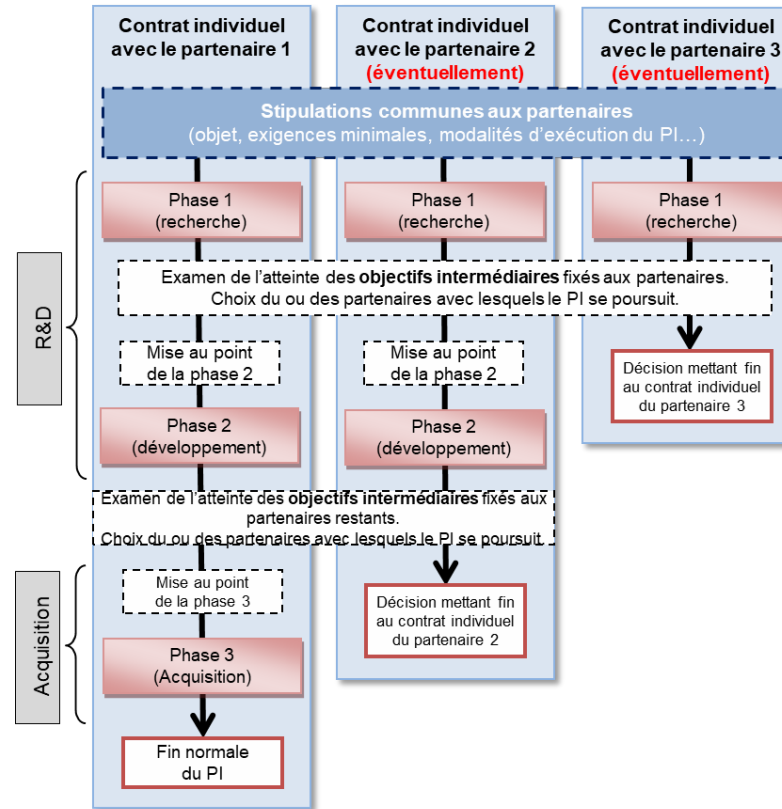 Contrat individuel
avec le partenaire 1
Contrat individuel
avec le partenaire 2
(éventuellement)
Contrat individuel
avec le partenaire 3
(éventuellement)
Stipulations communes aux partenaires
(objet, exigences minimales, modalités d'exécution du PI…)
R&D
Phase 1
(recherche)
Phase 1
(recherche)
Phase 1
(recherche)
Examen de l'atteinte des objectifs intermédiaires fixés aux partenaires.
Choix du ou des partenaires avec lesquels le PI se poursuit.
Mise au point
de la phase 2
Mise au point
de la phase 2
Décision mettant fin
au contrat individuel
du partenaire 3
Phase 2
(développement)
Phase 2
(développement)
Examen de l'atteinte des objectifs intermédiaires fixés aux
partenaires restants.
Choix du ou des partenaires avec lesquels le PI se poursuit.
Acquisition
Mise au point
de la phase 3
Décision mettant fin
au contrat individuel
du partenaire 2
Phase 3
(Acquisition)
Fin normale
du PI